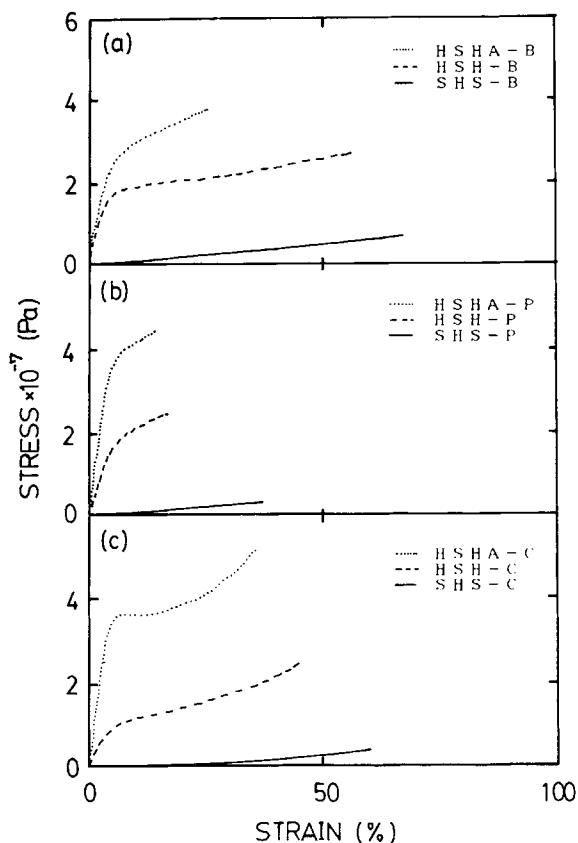 6
(a)
HSHA-B
HSH-B
SHS-B
4
2
0
(b)
HSHA-P
HSH-P
SHS-P
4
2
0
(c)
HSHA-C
HSH-C
SHS-C
4
2
0
STRESS ×10⁻⁷ (Pa)
0 50 100
STRAIN (%)